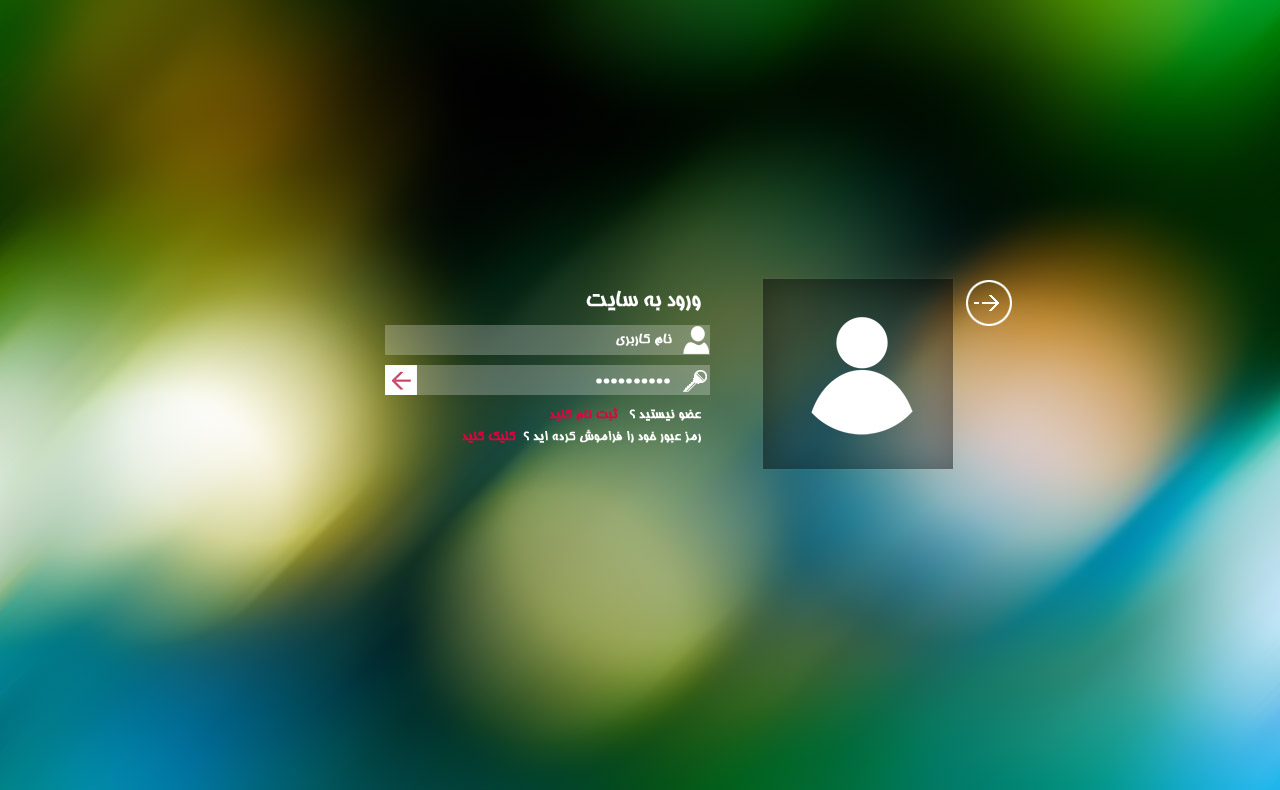 ورود به سایت
نام کاربری
••••••••••
عضو نیستید ؟ ثبت نام کنید
رمز عبور خود را فراموش کرده اید ؟ کلیک کنید